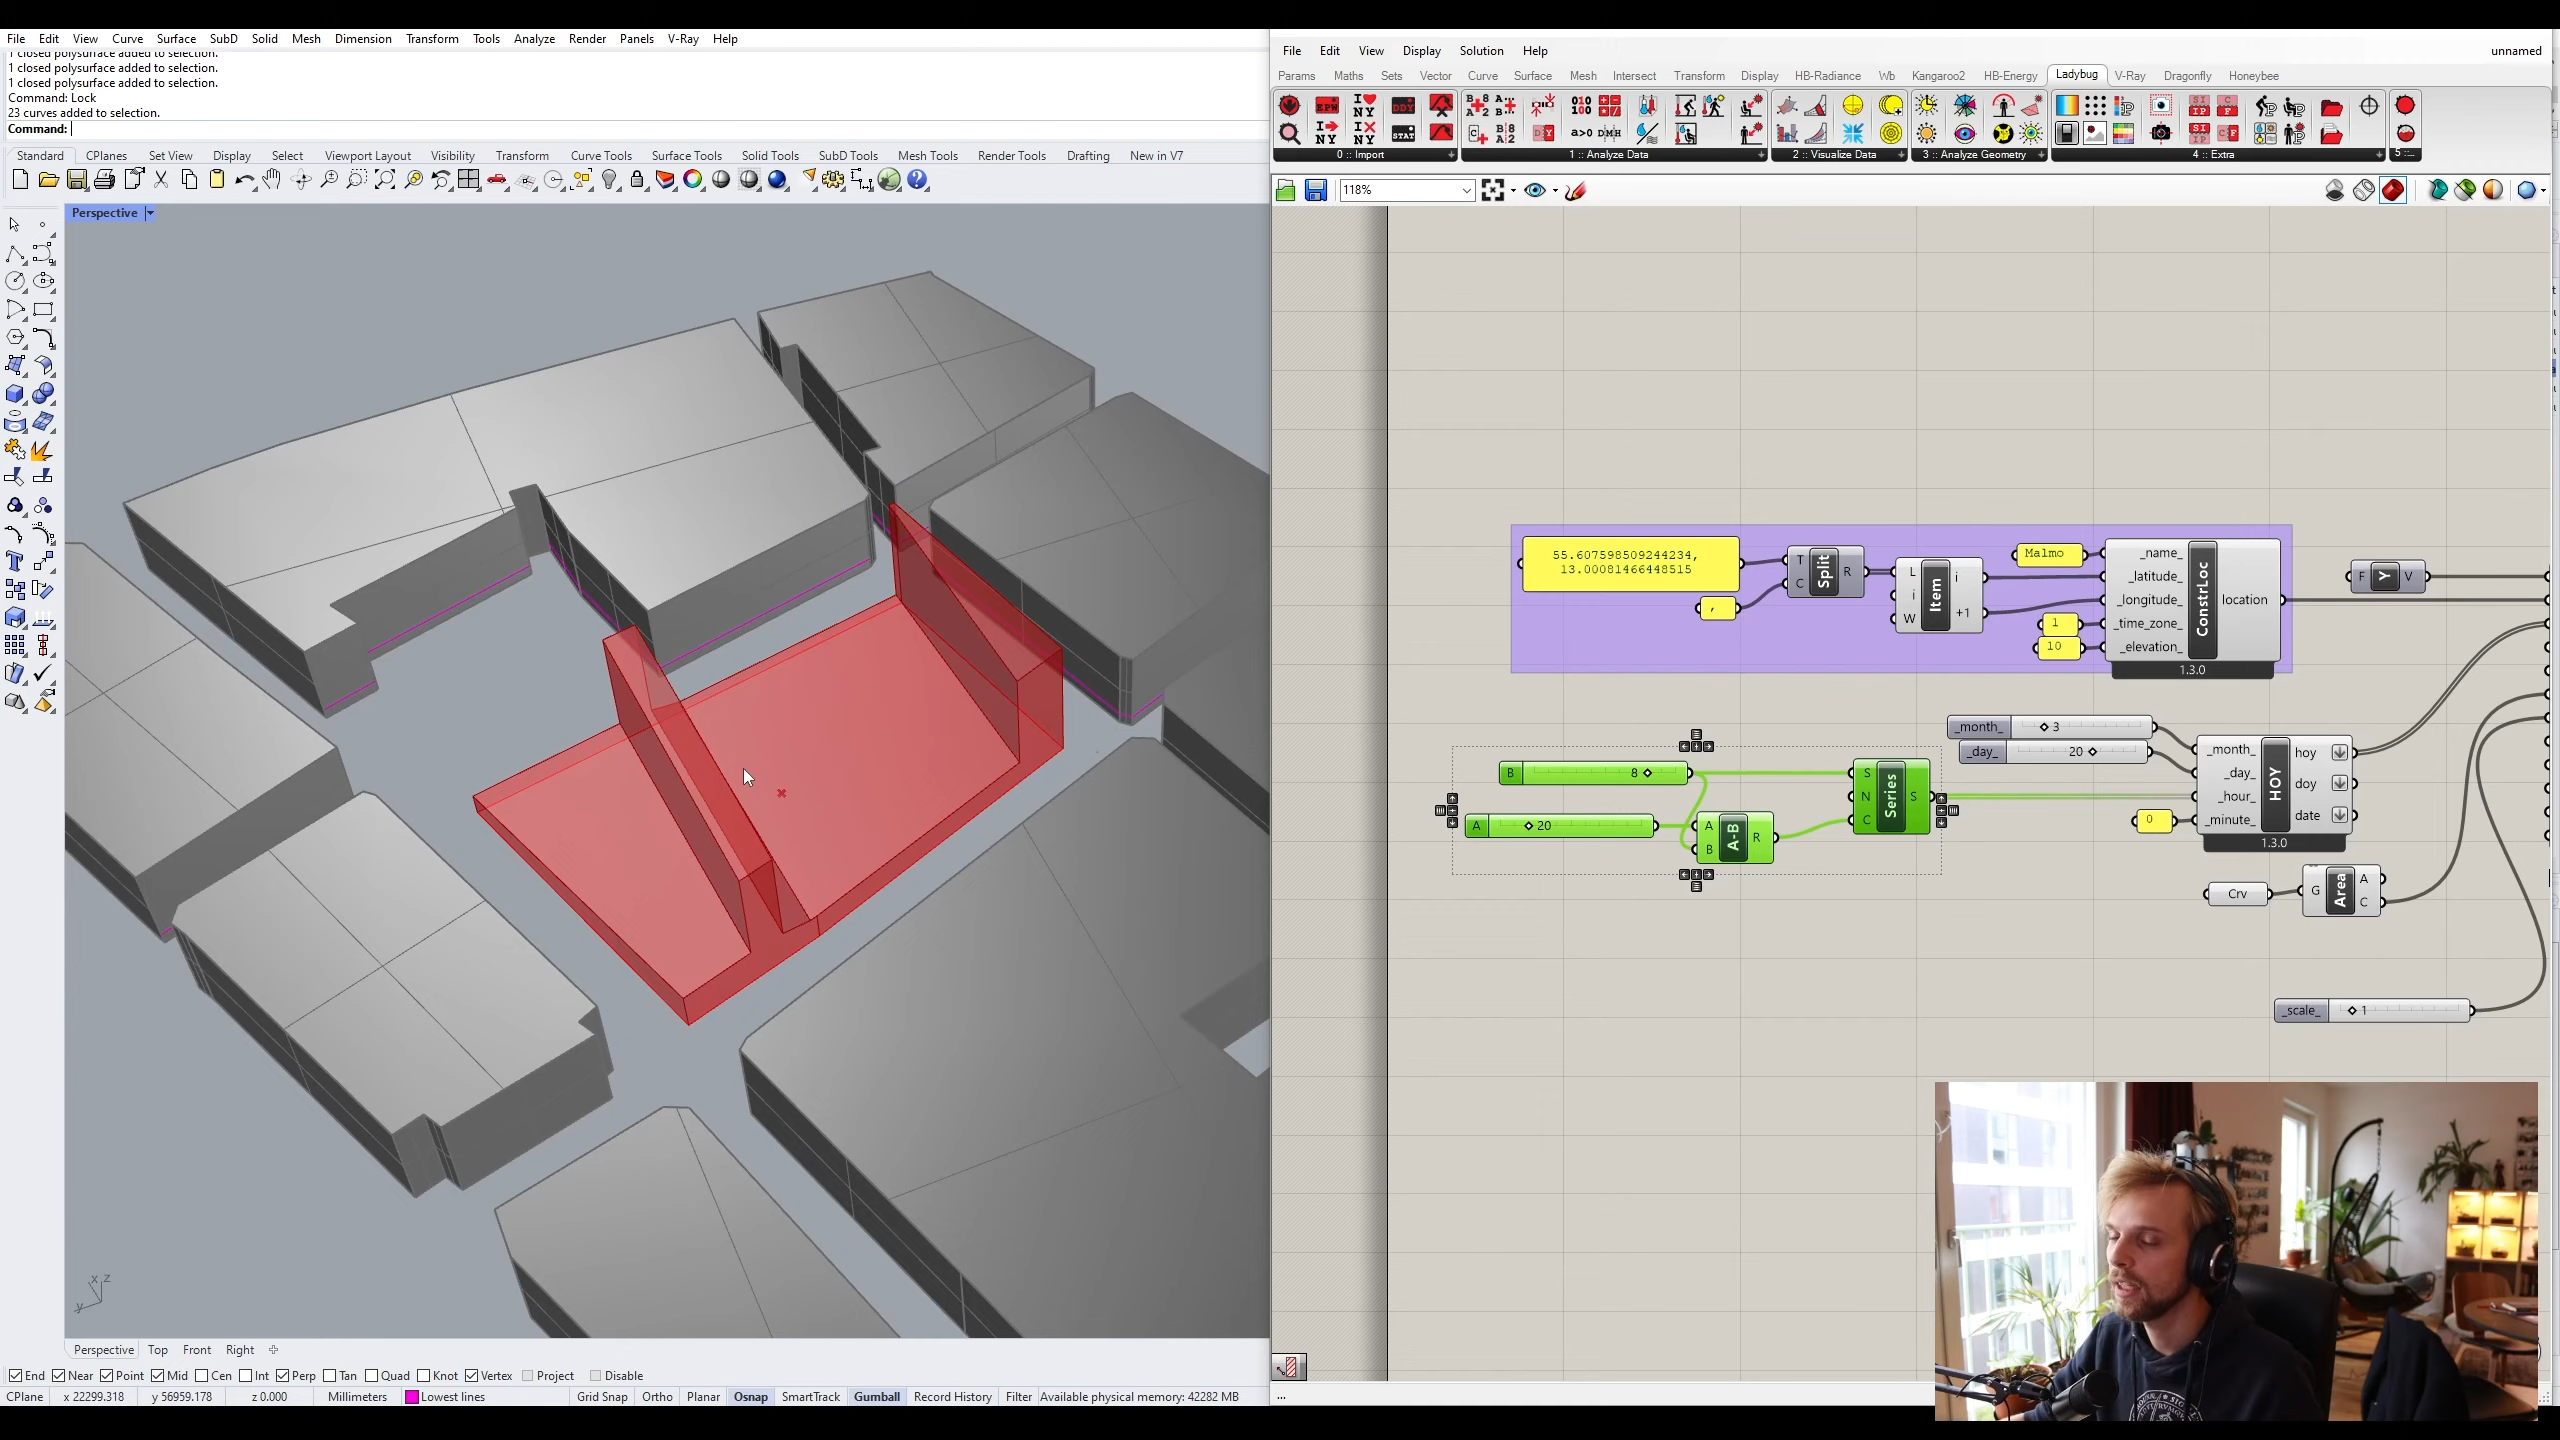 File Edit View Curve Surface SubD Solid Mesh Dimension Transform Tools Analyze Render Panels V-Ray Help
1 closed polysurface added to selection.
1 closed polysurface added to selection.
1 closed polysurface added to selection.
Command: Lock
23 curves added to selection.
Command:
Standard CPlanes Set View Display Select Viewport Layout Visibility Transform Curve Tools Surface Tools Solid Tools SubD Tools Mesh Tools Render Tools Drafting New in V7
Perspective
File Edit View Display Solution Help
unnamed
Params Maths Sets Vector Curve Surface Mesh Intersect Transform Display HB-Radiance Wb Kangaroo2 HB-Energy Ladybug V-Ray Dragonfly Honeybee
0 :: Import
1 :: Analyze Data
2 :: Visualize Data
3 :: Analyze Geometry
4 :: Extra
5 ::...
118%
55.607598509244234,
13.00081466448515
,
T
C
Split
R
L
i
W
Item
i
+1
Malmo
1
10
_name_
_latitude_
_longitude_
_time_zone_
_elevation_
ConstrLoc
location
1.3.0
F
Y
V
_month_ 3
_day_ 20
B 8
A 20
A
B
A-B
R
S
N
C
Series
S
0
_month_
_day_
_hour_
_minute_
HOY
hoy
doy
date
1.3.0
Crv
G
Area
A
C
_scale_ 1
x z
y
Perspective Top Front Right
End Near Point Mid Cen Int Perp Tan Quad Knot Vertex Project Disable
CPlane x 22299.318 y 56959.178 z 0.000 Millimeters Lowest lines Grid Snap Ortho Planar Osnap SmartTrack Gumball Record History Filter Available physical memory: 42282 MB
...